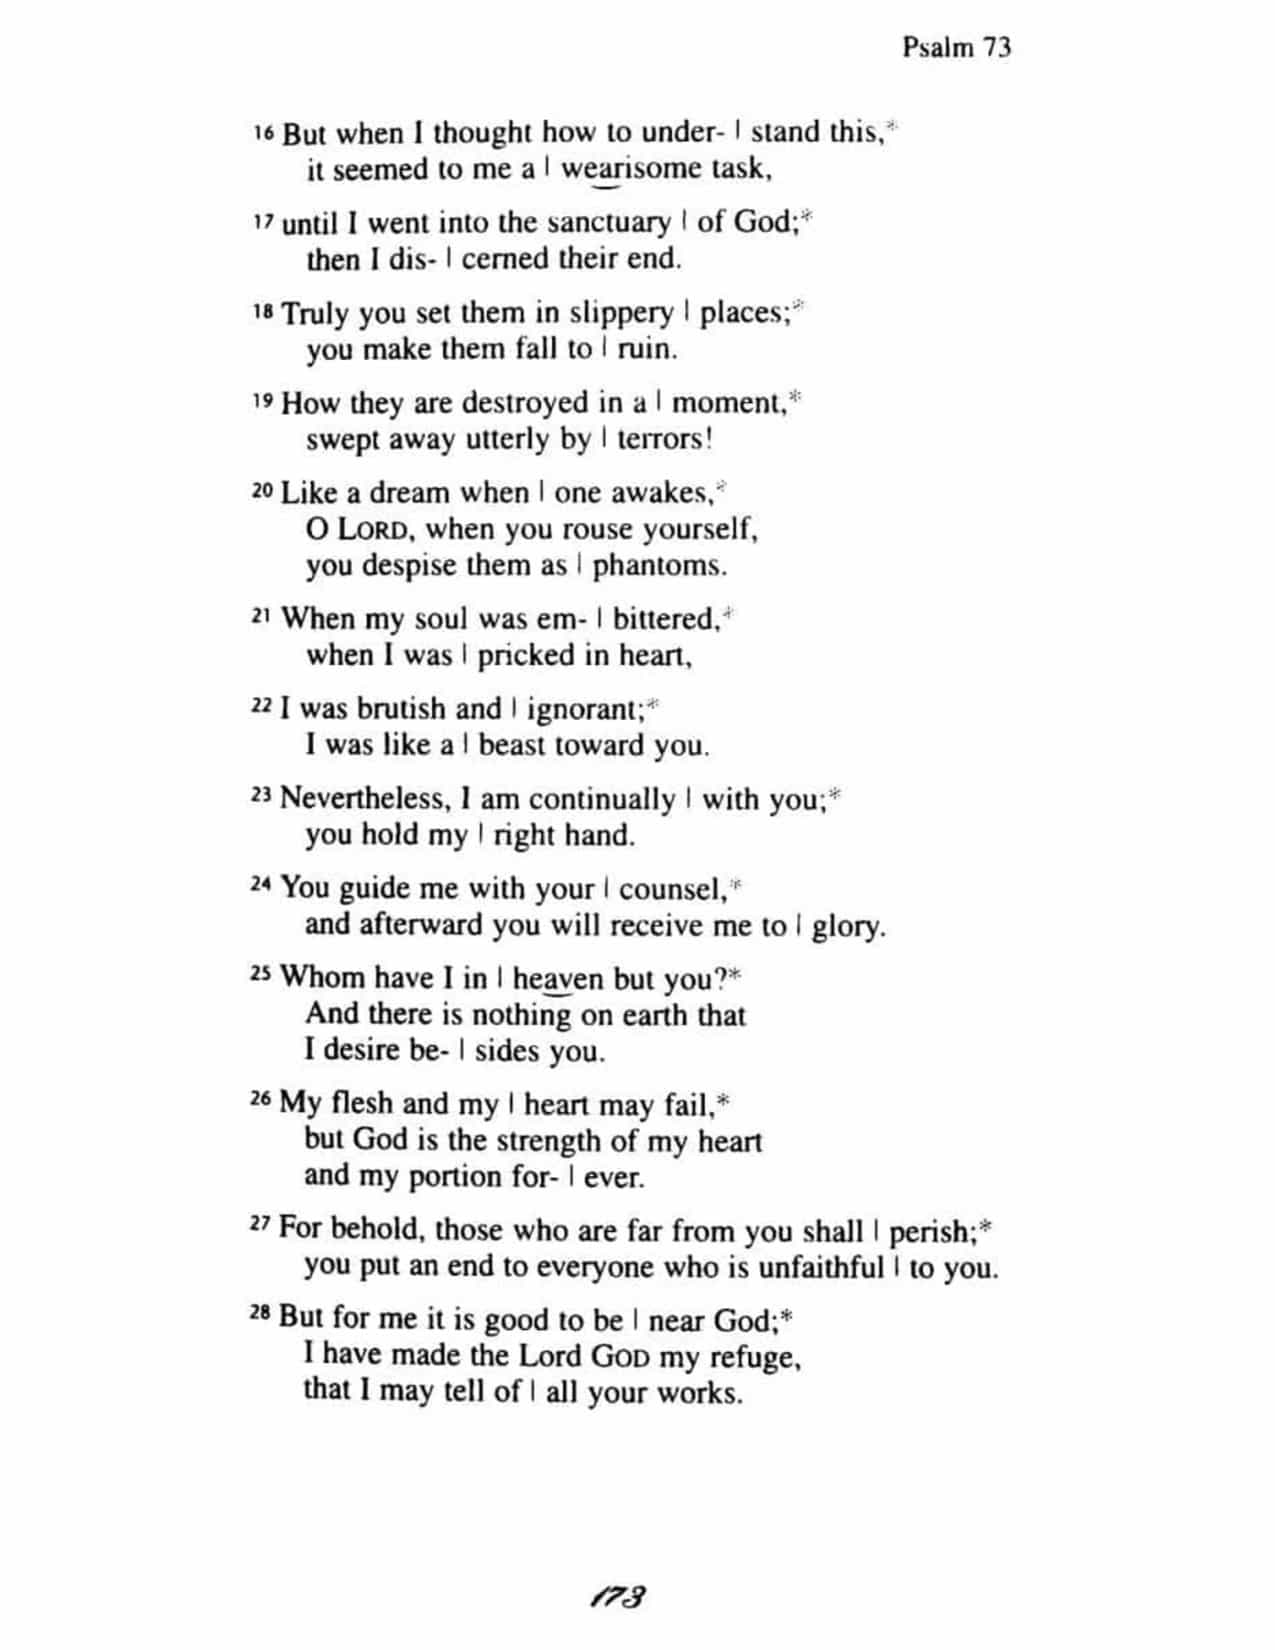 Psalm 73
16 But when I thought how to under- | stand this,*
it seemed to me a | wearisome task,
17 until I went into the sanctuary | of God;*
then I dis- | cerned their end.
18 Truly you set them in slippery | places;*
you make them fall to | ruin.
19 How they are destroyed in a | moment,*
swept away utterly by | terrors!
20 Like a dream when | one awakes,*
O LORD, when you rouse yourself,
you despise them as | phantoms.
21 When my soul was em- | bittered,*
when I was | pricked in heart,
22 I was brutish and | ignorant;*
I was like a | beast toward you.
23 Nevertheless, I am continually | with you;*
you hold my | right hand.
24 You guide me with your | counsel,*
and afterward you will receive me to | glory.
25 Whom have I in | heaven but you?*
And there is nothing on earth that
I desire be- | sides you.
26 My flesh and my | heart may fail,*
but God is the strength of my heart
and my portion for- | ever.
27 For behold, those who are far from you shall | perish;*
you put an end to everyone who is unfaithful | to you.
28 But for me it is good to be | near God;*
I have made the Lord GOD my refuge,
that I may tell of | all your works.
173